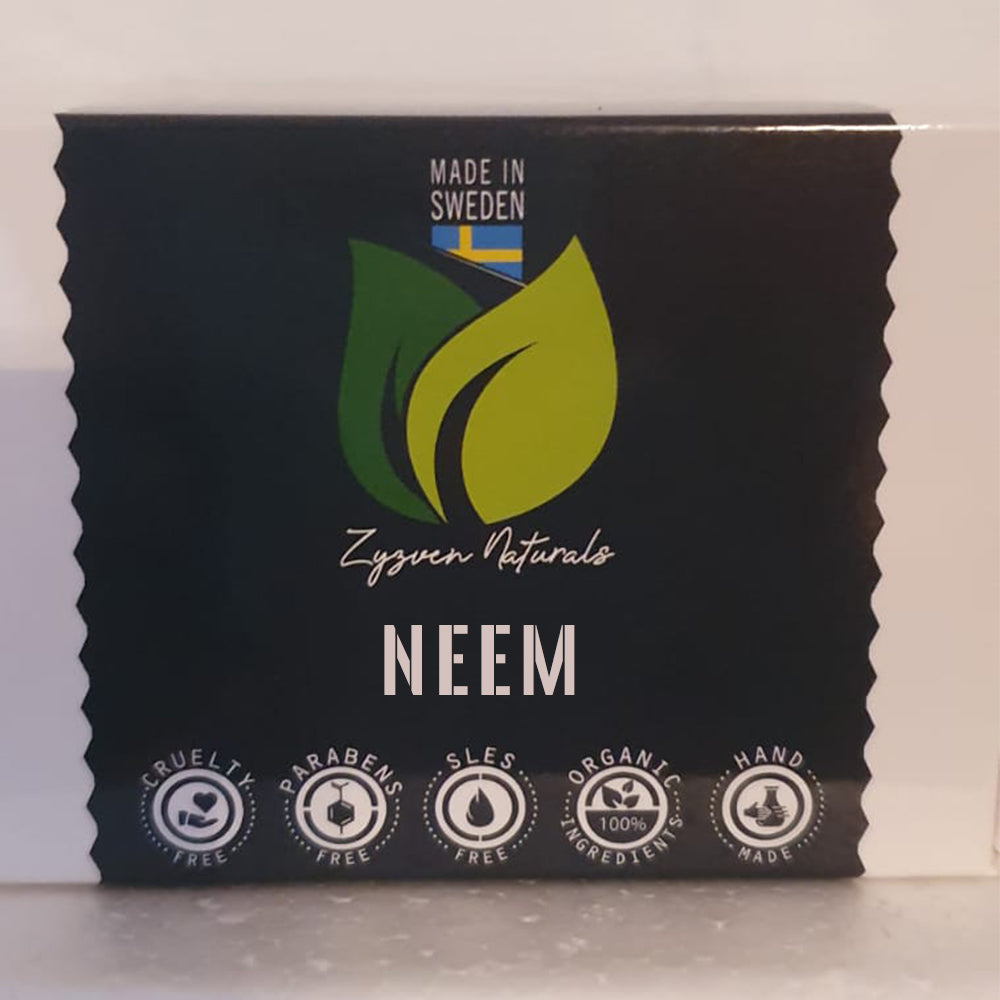 MADE IN
SWEDEN
Zyzven Naturals
NEEM
CRUELTY
FREE
PARABENS
FREE
SLES
FREE
ORGANIC
100%
INGREDIENTS
HAND
MADE